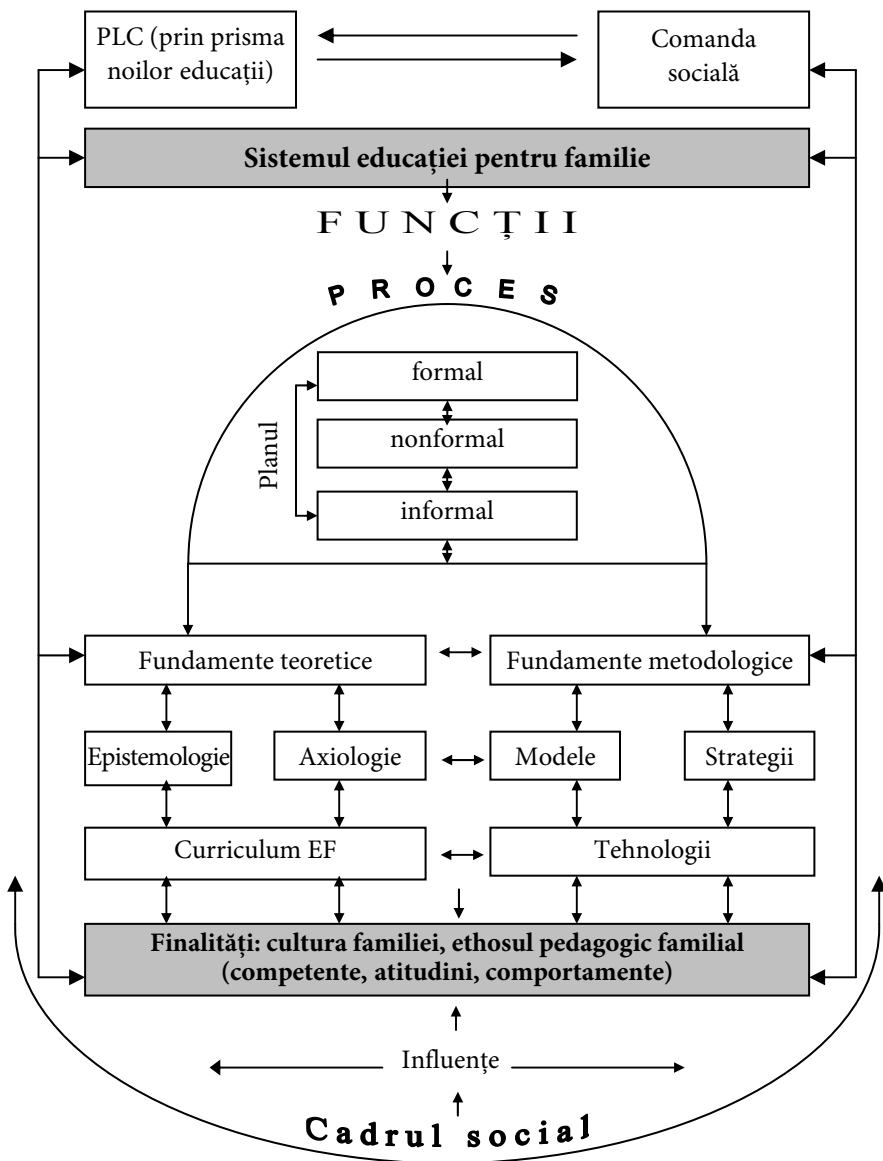 PLC (prin prisma
noilor educații)
Comanda
socială
Sistemul educației pentru familie
FUNCȚII
PROCES
Planul
formal
nonformal
informal
Fundamente teoretice
Fundamente metodologice
Epistemologie
Axiologie
Modele
Strategii
Curriculum EF
Tehnologii
Finalități: cultura familiei, ethosul pedagogic familial
(competente, atitudini, comportamente)
Influențe
Cadrul social